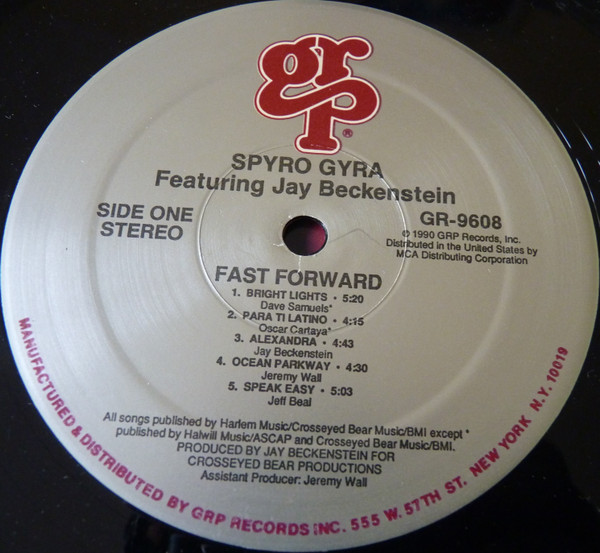 grp®
SPYRO GYRA
Featuring Jay Beckenstein
SIDE ONE
STEREO
GR-9608
℗ 1990 GRP Records, Inc.
Distributed in the United States by
MCA Distributing Corporation
FAST FORWARD
1. BRIGHT LIGHTS • 5:20
Dave Samuels*
2. PARA TI LATINO • 4:15
Oscar Cartaya*
3. ALEXANDRA • 4:43
Jay Beckenstein
4. OCEAN PARKWAY • 4:30
Jeremy Wall
5. SPEAK EASY • 5:03
Jeff Beal
All songs published by Harlem Music/Crosseyed Bear Music/BMI except *
published by Halwill Music/ASCAP and Crosseyed Bear Music/BMI.
PRODUCED BY JAY BECKENSTEIN FOR
CROSSEYED BEAR PRODUCTIONS
Assistant Producer: Jeremy Wall
MANUFACTURED & DISTRIBUTED BY GRP RECORDS INC. 555 W. 57TH ST. NEW YORK N.Y. 10019